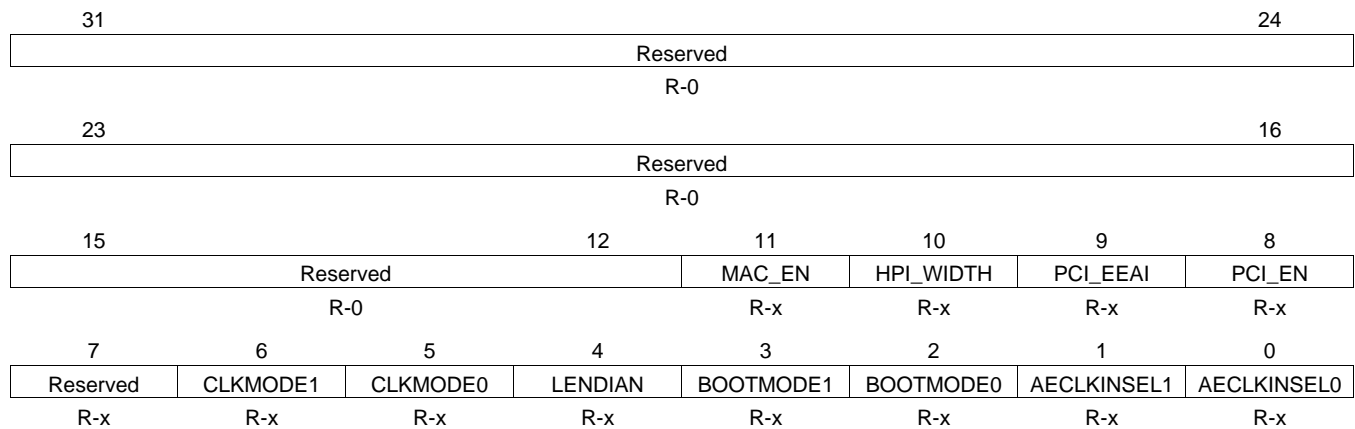 31 24
Reserved
R-0
23 16
Reserved
R-0
15 12 11 10 9 8
Reserved MAC_EN HPI_WIDTH PCI_EEAI PCI_EN
R-0 R-x R-x R-x R-x
7 6 5 4 3 2 1 0
Reserved CLKMODE1 CLKMODE0 LENDIAN BOOTMODE1 BOOTMODE0 AECLKINSEL1 AECLKINSEL0
R-x R-x R-x R-x R-x R-x R-x R-x